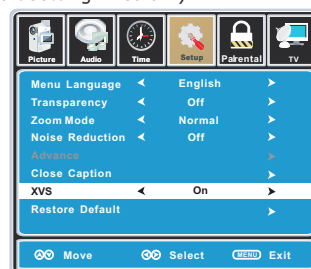 Picture Audio Time Setup Parental TV
Menu Language English
Transparency Off
Zoom Mode Normal
Noise Reduction Off
Advance
Close Caption
XVS On
Restore Default
Move Select MENU Exit